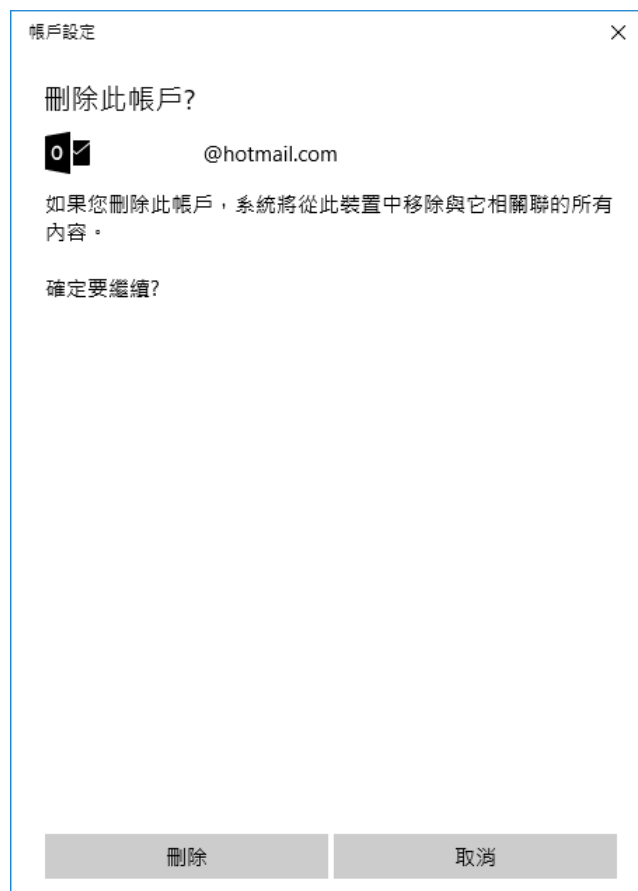 帳戶設定
刪除此帳戶?
@hotmail.com
如果您刪除此帳戶，系統將從此裝置中移除與它相關聯的所有
內容。
確定要繼續?
刪除
取消